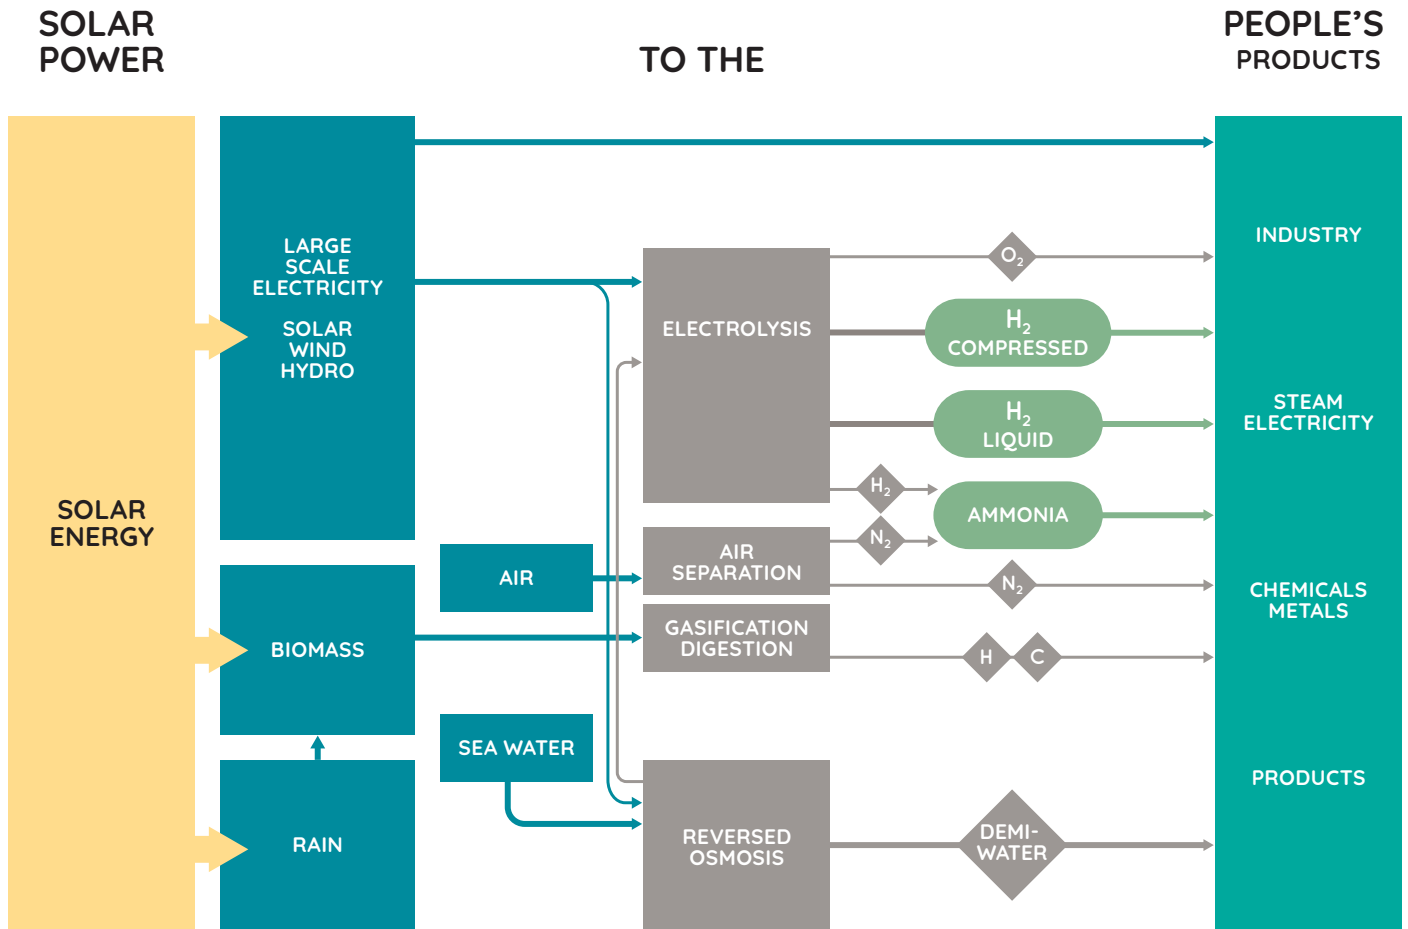 SOLAR
POWER
TO THE
PEOPLE'S
PRODUCTS
SOLAR
ENERGY
LARGE
SCALE
ELECTRICITY
SOLAR
WIND
HYDRO
BIOMASS
RAIN
AIR
SEA WATER
ELECTROLYSIS
AIR
SEPARATION
GASIFICATION
DIGESTION
REVERSED
OSMOSIS
O₂
H₂
COMPRESSED
H₂
LIQUID
H₂
AMMONIA
N₂
N₂
H
C
DEMI-
WATER
INDUSTRY
STEAM
ELECTRICITY
CHEMICALS
METALS
PRODUCTS